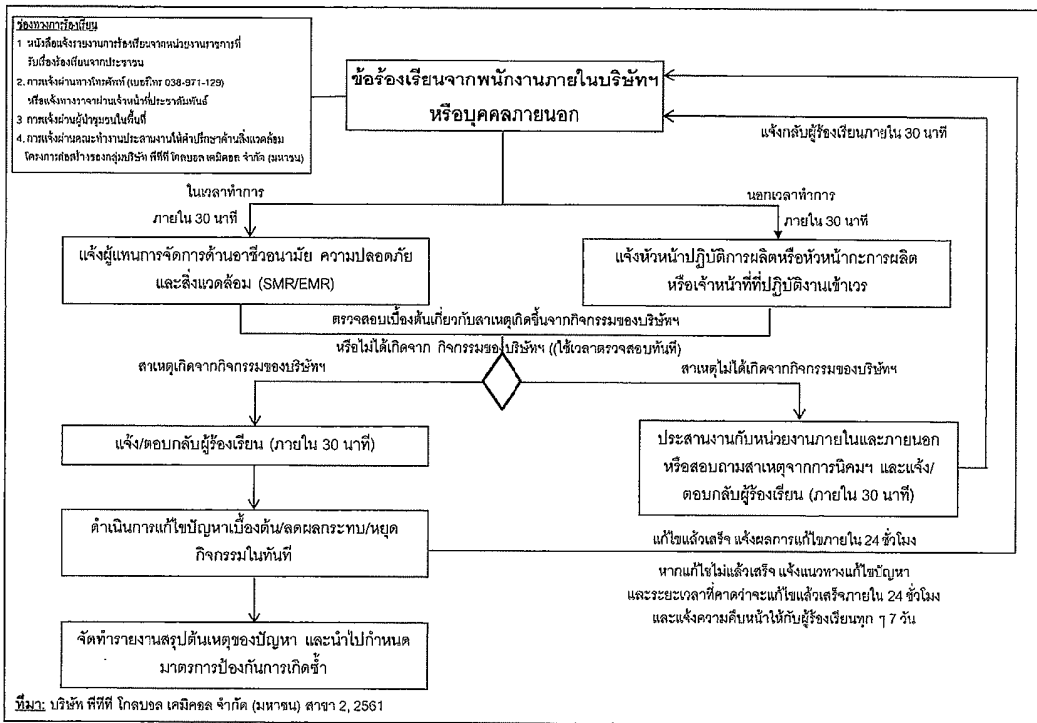 ช่องทางการร้องเรียน
1 หนังสือแจ้งรายงานการร้องเรียนจากหน่วยงานราชการที่
รับเรื่องร้องเรียนจากประชาชน
2. การแจ้งผ่านทางโทรศัพท์ (เบอร์โทร 038-971-129)
หรือแจ้งทางวาจาผ่านเจ้าหน้าที่ประชาสัมพันธ์
3 การแจ้งผ่านผู้นำชุมชนในพื้นที่
4. การแจ้งผ่านคณะทำงานประสานงานให้คำปรึกษาด้านสิ่งแวดล้อม
โครงการก่อสร้างของกลุ่มบริษัท พีทีที โกลบอล เคมิคอล จำกัด (มหาชน)
ข้อร้องเรียนจากพนักงานภายในบริษัทฯ
หรือบุคคลภายนอก
แจ้งกลับผู้ร้องเรียนภายใน 30 นาที
ในเวลาทำการ
ภายใน 30 นาที
นอกเวลาทำการ
ภายใน 30 นาที
แจ้งผู้แทนการจัดการด้านอาชีวอนามัย ความปลอดภัย
และสิ่งแวดล้อม (SMR/EMR)
แจ้งหัวหน้าปฏิบัติการผลิตหรือหัวหน้ากะการผลิต
หรือเจ้าหน้าที่ที่ปฏิบัติงานเข้าเวร
ตรวจสอบเบื้องต้นเกี่ยวกับสาเหตุเกิดขึ้นจากกิจกรรมของบริษัทฯ
หรือไม่ได้เกิดจาก กิจกรรมของบริษัทฯ ((ใช้เวลาตรวจสอบทันที)
สาเหตุเกิดจากกิจกรรมของบริษัทฯ
สาเหตุไม่ได้เกิดจากกิจกรรมของบริษัทฯ
แจ้ง/ตอบกลับผู้ร้องเรียน (ภายใน 30 นาที)
ประสานงานกับหน่วยงานภายในและภายนอก
หรือสอบถามสาเหตุจากการนิคมฯ และแจ้ง/
ตอบกลับผู้ร้องเรียน (ภายใน 30 นาที)
ดำเนินการแก้ไขปัญหาเบื้องต้น/ลดผลกระทบ/หยุด
กิจกรรมในทันที
แก้ไขแล้วเสร็จ แจ้งผลการแก้ไขภายใน 24 ชั่วโมง
หากแก้ไขไม่แล้วเสร็จ แจ้งแนวทางแก้ไขปัญหา
และระยะเวลาที่คาดว่าจะแก้ไขแล้วเสร็จภายใน 24 ชั่วโมง
และแจ้งความคืบหน้าให้กับผู้ร้องเรียนทุก ๆ 7 วัน
จัดทำรายงานสรุปต้นเหตุของปัญหา และนำไปกำหนด
มาตรการป้องกันการเกิดซ้ำ
ที่มา: บริษัท พีทีที โกลบอล เคมิคอล จำกัด (มหาชน) สาขา 2, 2561